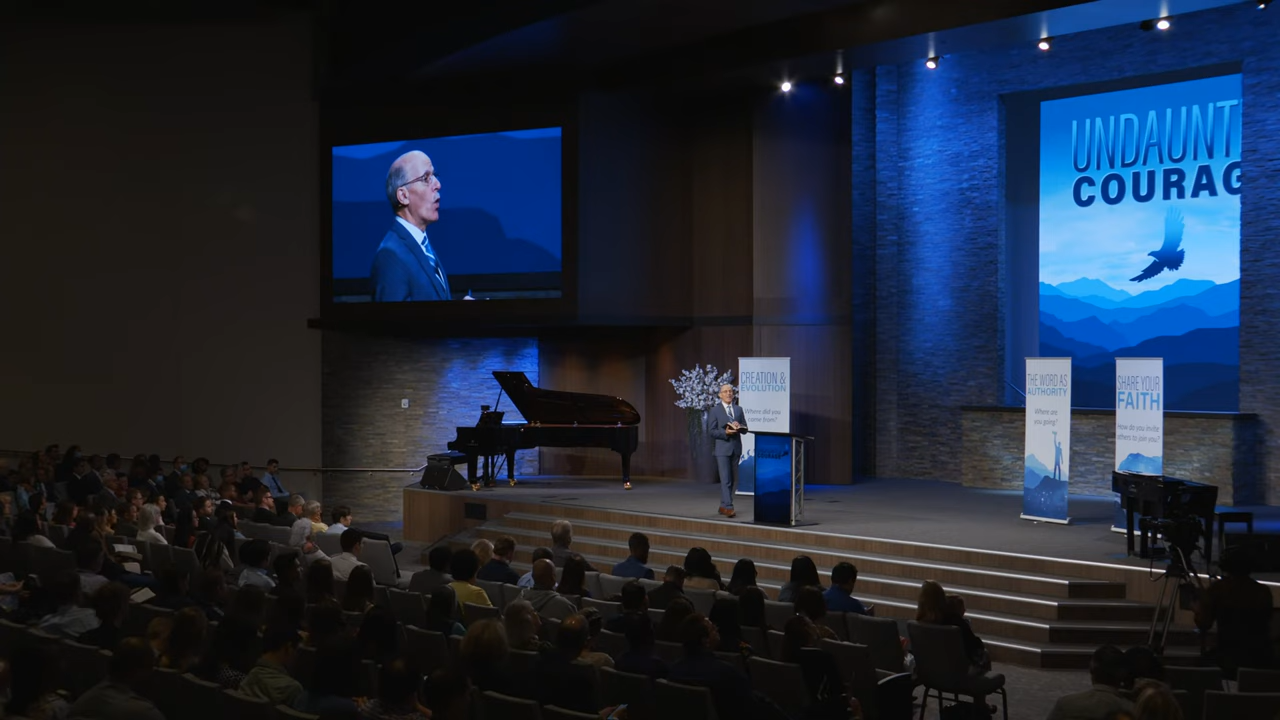 UNDAUNT
COURAG
CREATION &
EVOLUTION
Where did you
come from?
THE WORD AS
AUTHORITY
Where are
you going?
SHARE YOUR
FAITH
How do you invite
others to join you?